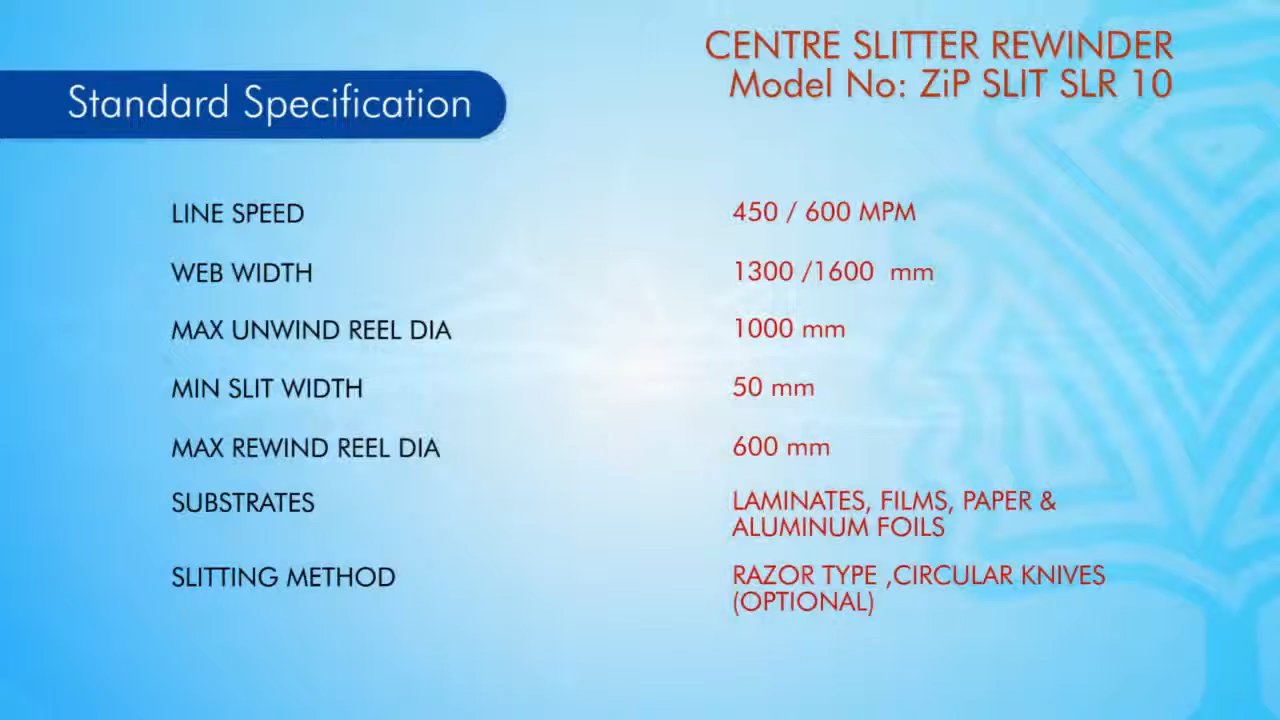 CENTRE SLITTER REWINDER
Model No: ZiP SLIT SLR 10
Standard Specification
LINE SPEED 450 / 600 MPM
WEB WIDTH 1300 /1600 mm
MAX UNWIND REEL DIA 1000 mm
MIN SLIT WIDTH 50 mm
MAX REWIND REEL DIA 600 mm
SUBSTRATES LAMINATES, FILMS, PAPER &
ALUMINUM FOILS
SLITTING METHOD RAZOR TYPE ,CIRCULAR KNIVES
(OPTIONAL)